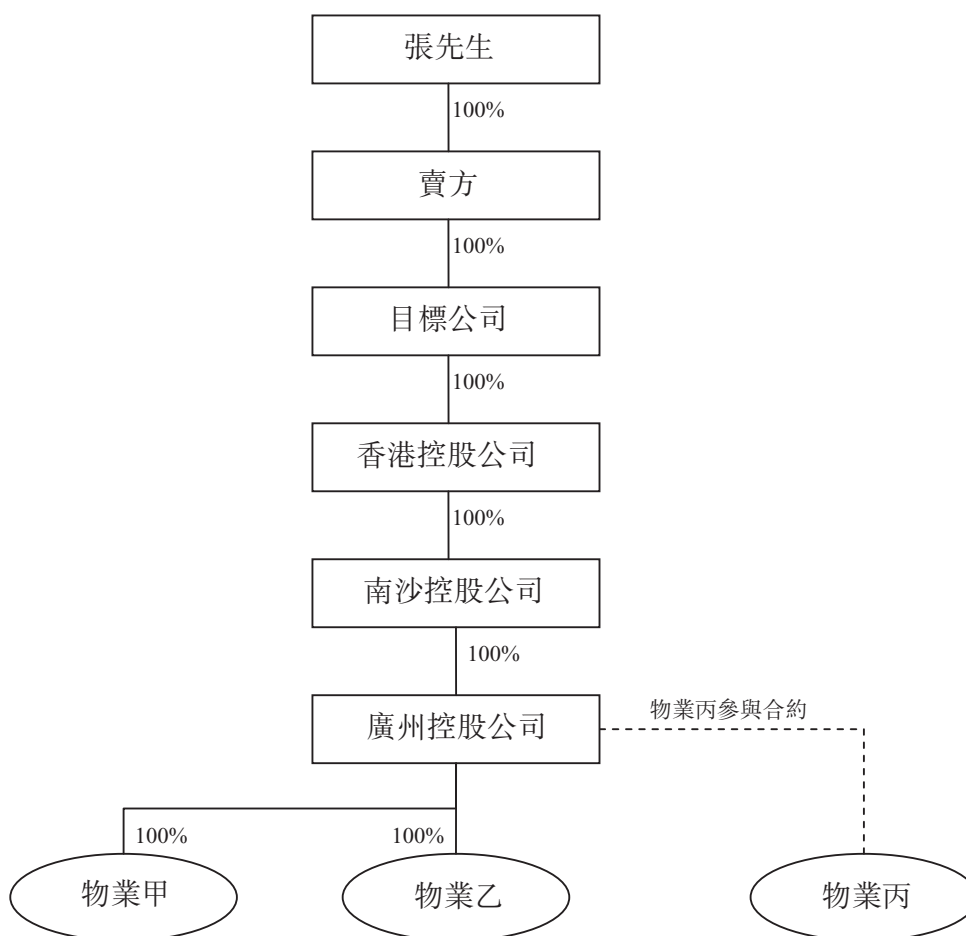 張先生
100%
賣方
100%
目標公司
100%
香港控股公司
100%
南沙控股公司
100%
廣州控股公司
物業丙參與合約
100%
100%
物業甲
物業乙
物業丙